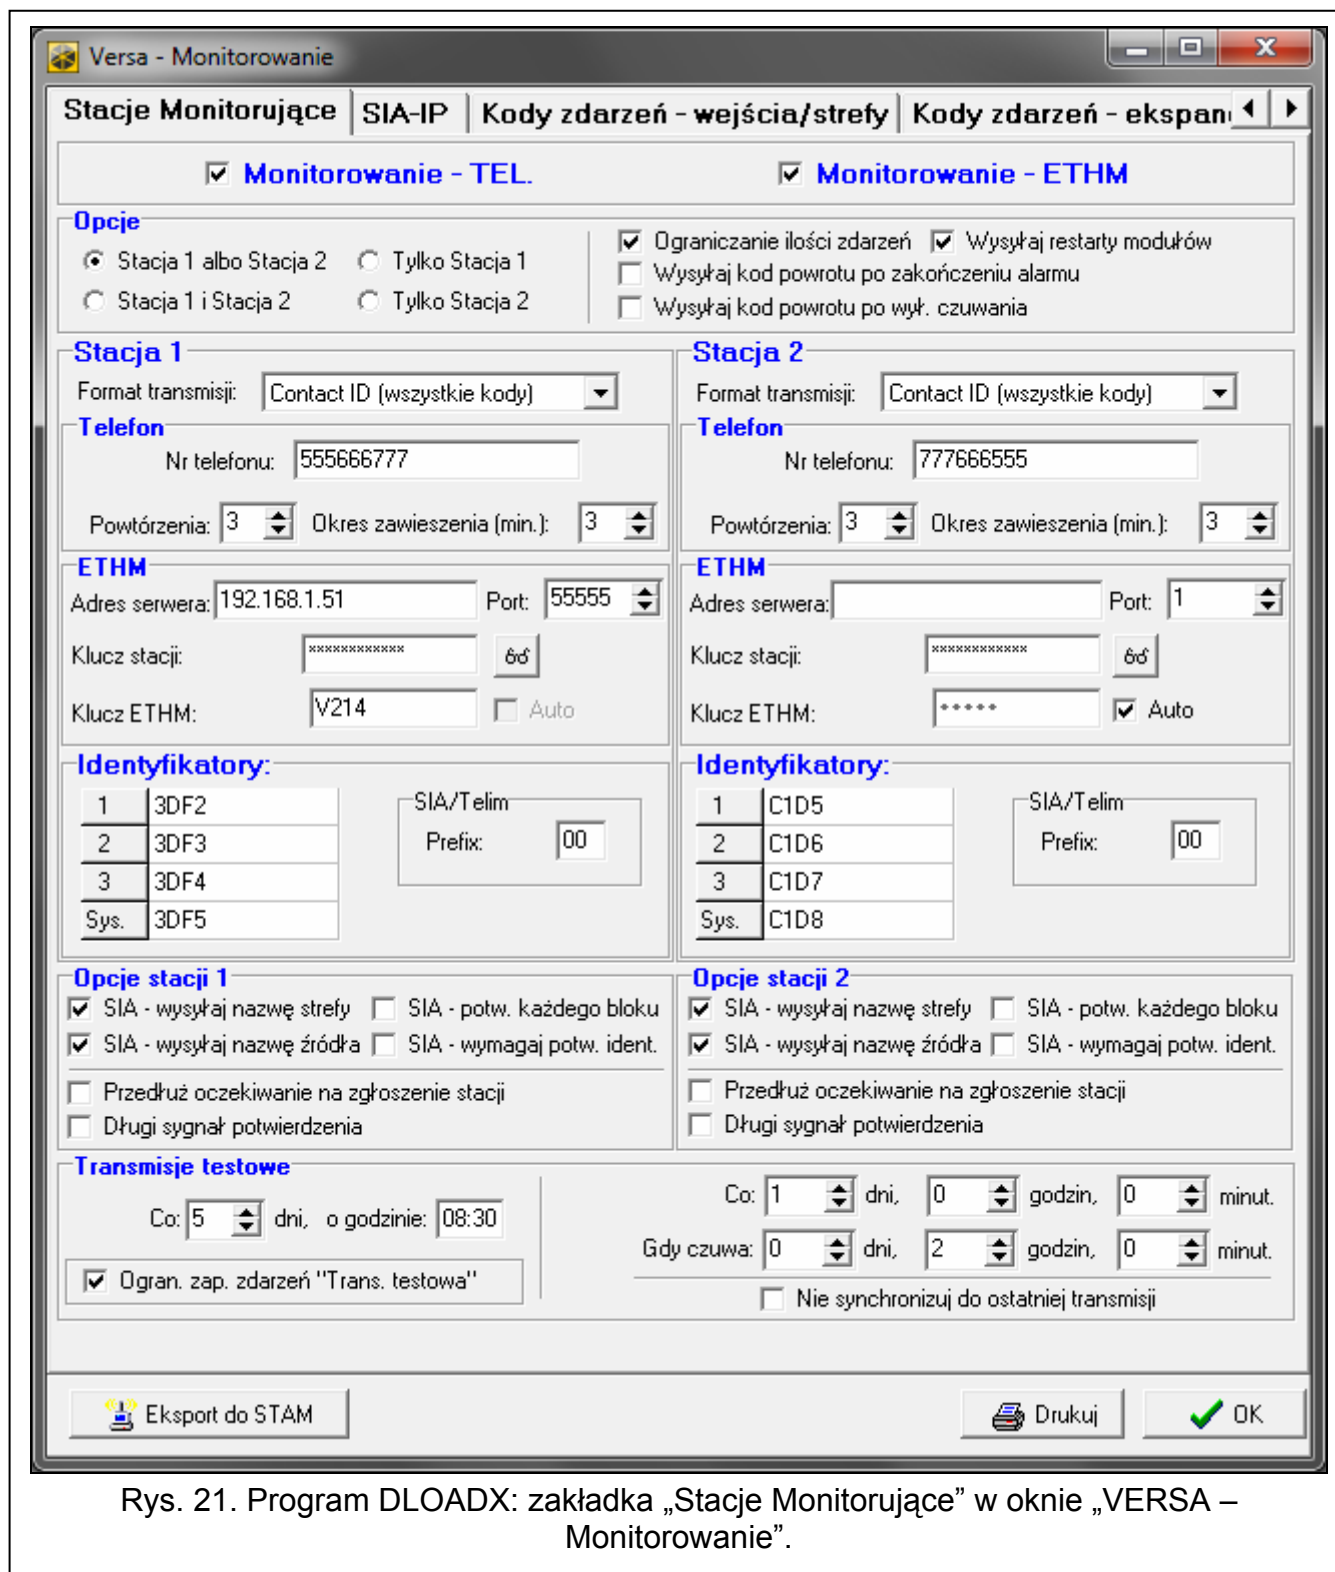 Versa - Monitorowanie
Stacje Monitorujące SIA-IP Kody zdarzeń - wejścia/strefy Kody zdarzeń - ekspan
Monitorowanie - TEL. Monitorowanie - ETHM
Opcje
Stacja 1 albo Stacja 2 Tylko Stacja 1
Stacja 1 i Stacja 2 Tylko Stacja 2
Ograniczanie ilości zdarzeń Wysyłaj restarty modułów
Wysyłaj kod powrotu po zakończeniu alarmu
Wysyłaj kod powrotu po wył. czuwania
Stacja 1
Format transmisji: Contact ID (wszystkie kody)
Telefon
Nr telefonu: 555666777
Powtórzenia: 3 Okres zawieszenia (min.): 3
ETHM
Adres serwera: 192.168.1.51 Port: 55555
Klucz stacji: ************
Klucz ETHM: V214 Auto
Identyfikatory:
1 3DF2
2 3DF3
3 3DF4
Sys. 3DF5
SIA/Telim
Prefix: 00
Opcje stacji 1
SIA - wysyłaj nazwę strefy SIA - potw. każdego bloku
SIA - wysyłaj nazwę źródła SIA - wymagaj potw. ident.
Przedłuż oczekiwanie na zgłoszenie stacji
Długi sygnał potwierdzenia
Stacja 2
Format transmisji: Contact ID (wszystkie kody)
Telefon
Nr telefonu: 777666555
Powtórzenia: 3 Okres zawieszenia (min.): 3
ETHM
Adres serwera: Port: 1
Klucz stacji: ************
Klucz ETHM: ***** Auto
Identyfikatory:
1 C1D5
2 C1D6
3 C1D7
Sys. C1D8
SIA/Telim
Prefix: 00
Opcje stacji 2
SIA - wysyłaj nazwę strefy SIA - potw. każdego bloku
SIA - wysyłaj nazwę źródła SIA - wymagaj potw. ident.
Przedłuż oczekiwanie na zgłoszenie stacji
Długi sygnał potwierdzenia
Transmisje testowe
Co: 5 dni, o godzinie: 08:30
Ogran. zap. zdarzeń "Trans. testowa"
Co: 1 dni, 0 godzin, 0 minut.
Gdy czuwa: 0 dni, 2 godzin, 0 minut.
Nie synchronizuj do ostatniej transmisji
Eksport do STAM Drukuj OK
Rys. 21. Program DLOADX: zakładka „Stacje Monitorujące” w oknie „VERSA –
Monitorowanie”.